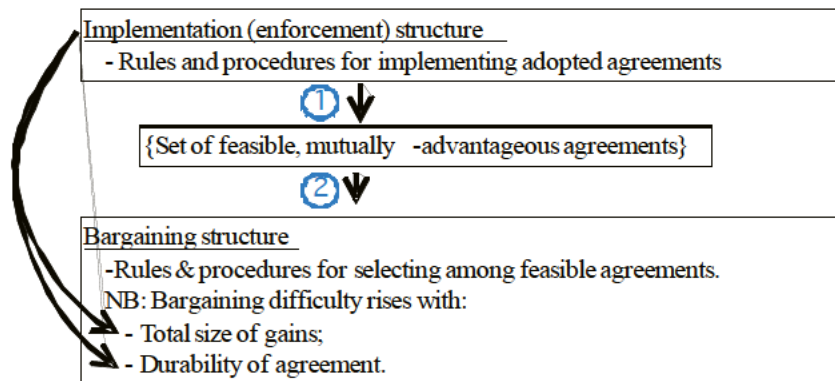 Implementation (enforcement) structure
- Rules and procedures for implementing adopted agreements
1
{Set of feasible, mutually -advantageous agreements}
2
Bargaining structure
-Rules & procedures for selecting among feasible agreements.
NB: Bargaining difficulty rises with:
- Total size of gains;
- Durability of agreement.